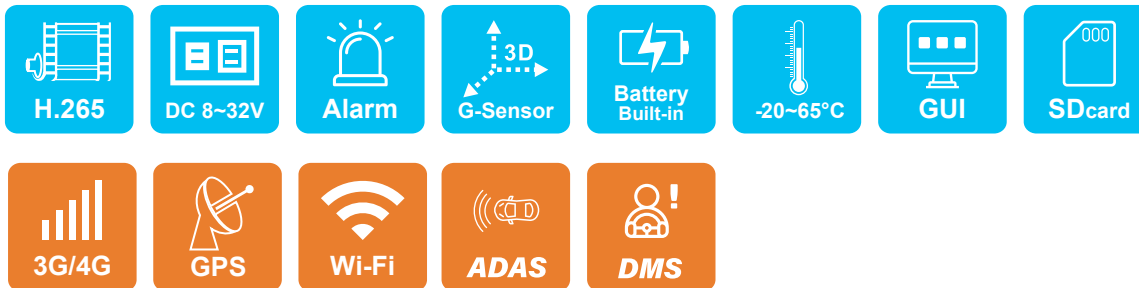 3D
000
H.265
DC 8~32V
Alarm
G-Sensor
Battery
Built-in
-20~65°C
GUI
SDcard
3G/4G
GPS
Wi-Fi
ADAS
!
DMS